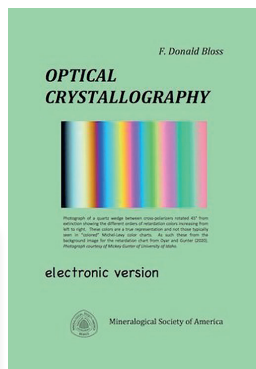 F. Donald Bloss
OPTICAL
CRYSTALLOGRAPHY
Photograph of a quartz wedge between cross-polarizers rotated 45° from
extinction showing the different orders of retardation colors increasing from
left to right. These colors are a true representation and not those typically
seen in "colored" Michel-Levy color charts. As such these from the
background image for the retardation chart from Dyar and Gunter (2020).
Photograph courtesy of Mickey Gunter of University of Idaho.
electronic version
Mineralogical Society of America